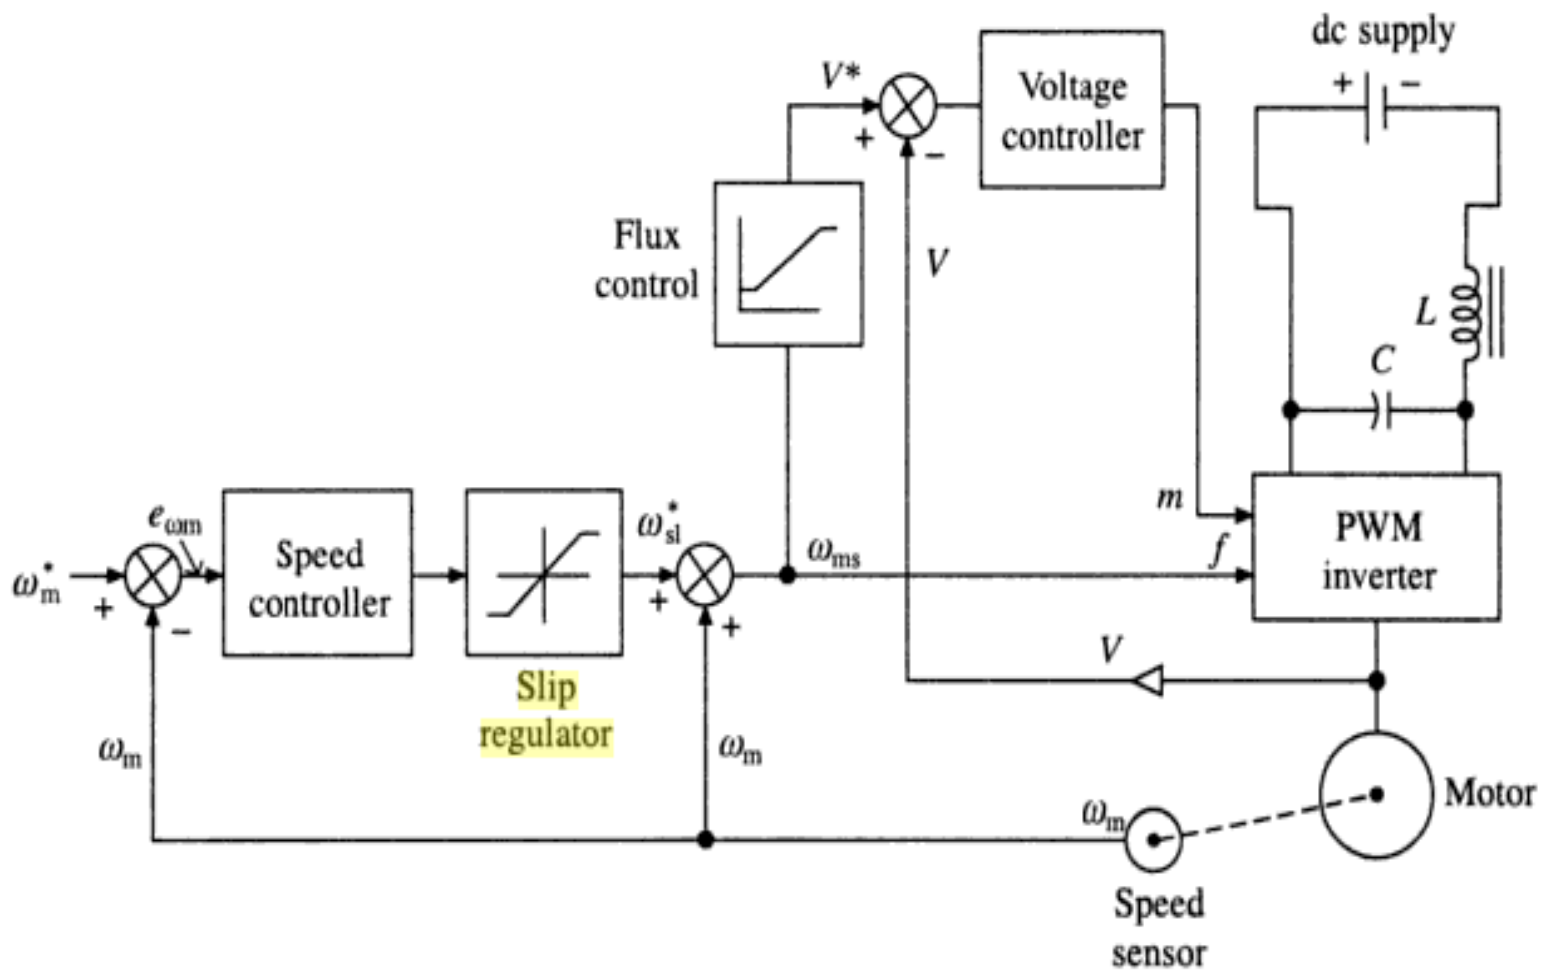 dc supply
+ −
V*
+
−
Voltage
controller
Flux
control
V
L
C
m
f
PWM
inverter
e_ωm
ω*_m
+
−
Speed
controller
ω*_sl
+
+
ω_ms
Slip
regulator
V
ω_m
ω_m
ω_m
Motor
Speed
sensor